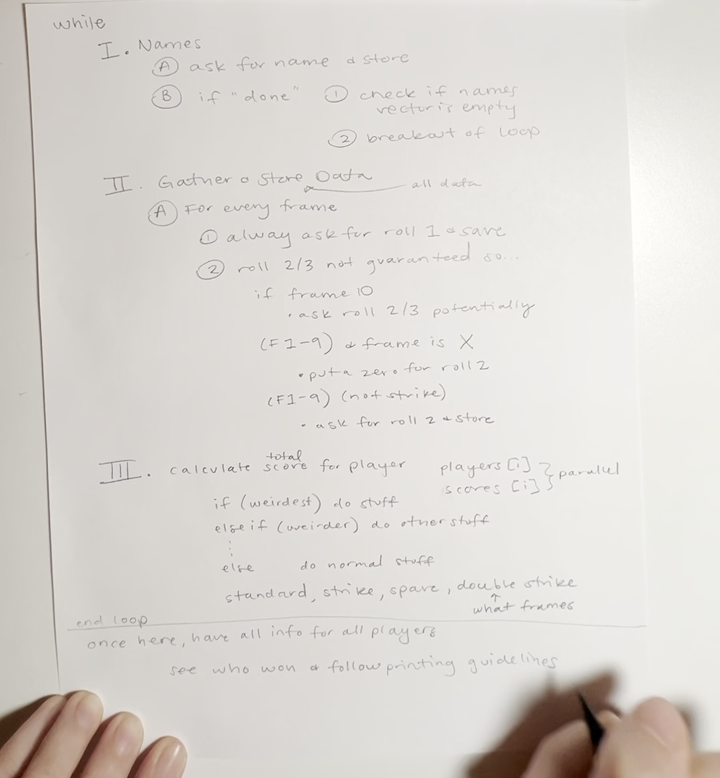 while
I. Names
A ask for name & store
B if "done" 1 check if names
vector is empty
2 breakout of loop
II. Gather & Store Data all data
A For every frame
1 alway ask for roll 1 & save
2 roll 2/3 not guaranteed so...
if frame 10
• ask roll 2/3 potentially
(F1-9) & frame is X
• put a zero for roll 2
(F1-9) (not strike)
• ask for roll 2 & store
III. calculate total score for player players [i] } parallel
scores [i]
if (weirdest) do stuff
else if (weirder) do other stuff
⋮
else do normal stuff
standard, strike, spare, double strike
↑
what frames
end loop
once here, have all info for all players
see who won & follow printing guidelines